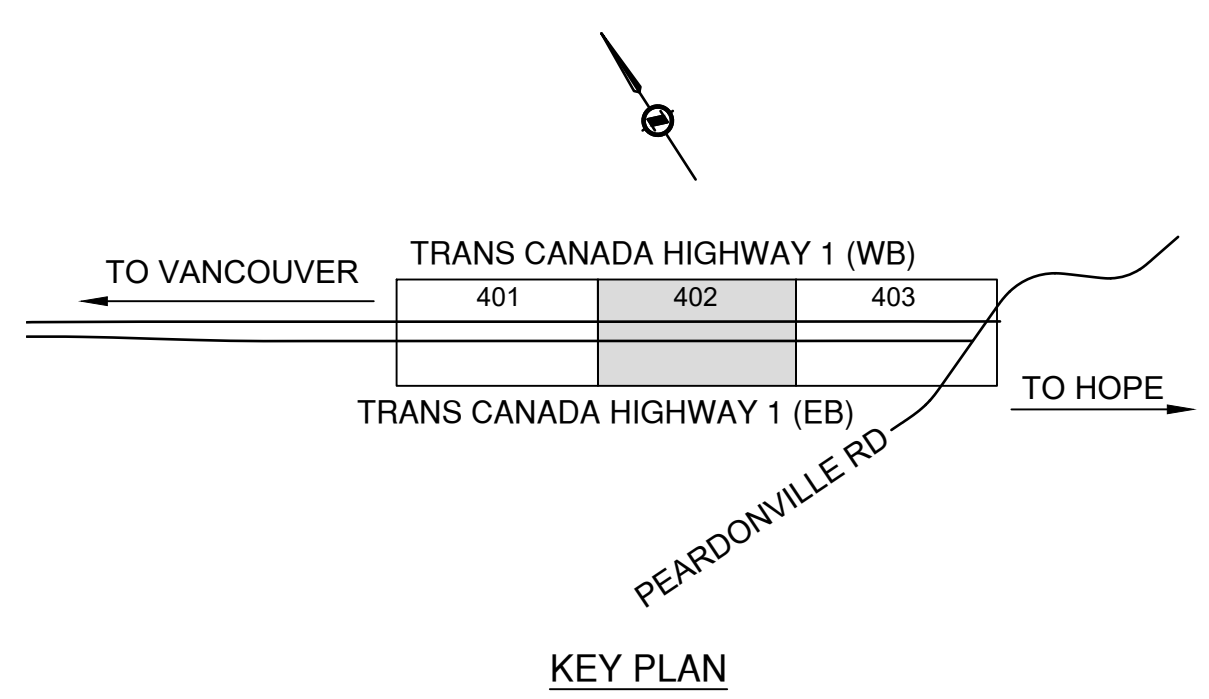 TRANS CANADA HIGHWAY 1 (WB)
TO VANCOUVER
401
402
403
TO HOPE
TRANS CANADA HIGHWAY 1 (EB)
PEARDONVILLE RD
KEY PLAN